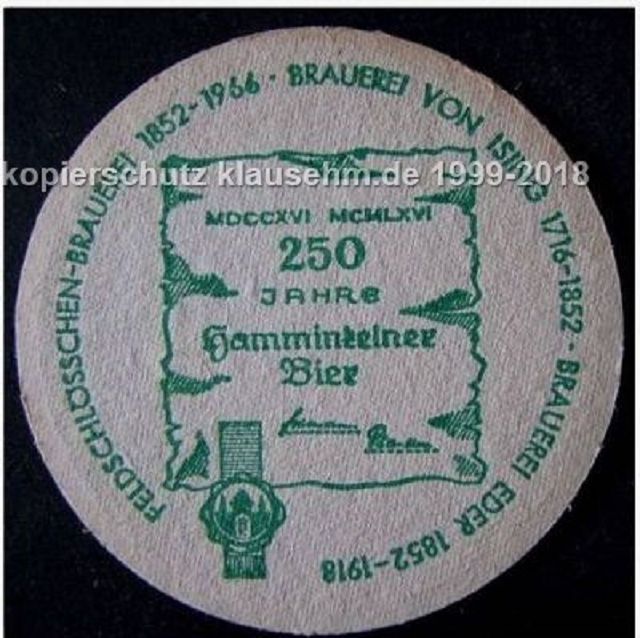 FELDSCHLOSSCHEN-BRAUEREI 1852-1966 · BRAUEREI VON ISING 1716-1852 · BRAUEREI EDER 1852-1918
kopierschutz klausehm.de 1999-2018
MDCCXVI MCMLXVI
250
JAHRE
Hamminkelner
Bier